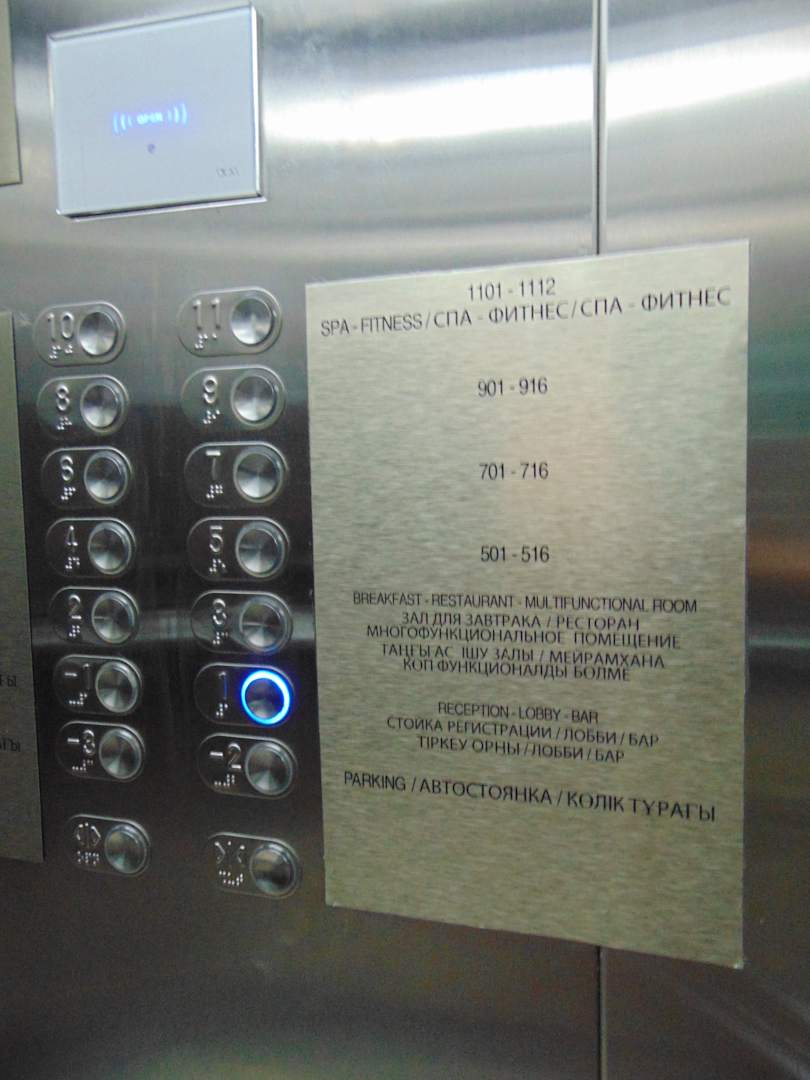 ( ( ( OPEN ) ) )
10
11
8
9
6
7
4
5
2
3
-1
1
-3
-2
1101 - 1112
SPA - FITNESS / СПА - ФИТНЕС / СПА - ФИТНЕС
901 - 916
701 - 716
501 - 516
BREAKFAST - RESTAURANT - MULTIFUNCTIONAL ROOM
ЗАЛ ДЛЯ ЗАВТРАКА / РЕСТОРАН
МНОГОФУНКЦИОНАЛЬНОЕ ПОМЕЩЕНИЕ
ТАҢҒЫ АС ІШУ ЗАЛЫ / МЕЙРАМХАНА
КӨП ФУНКЦИОНАЛДЫ БӨЛМЕ
RECEPTION - LOBBY - BAR
СТОЙКА РЕГИСТРАЦИИ / ЛОББИ / БАР
ТІРКЕУ ОРНЫ / ЛОББИ / БАР
PARKING / АВТОСТОЯНКА / КӨЛІК ТҰРАҒЫ